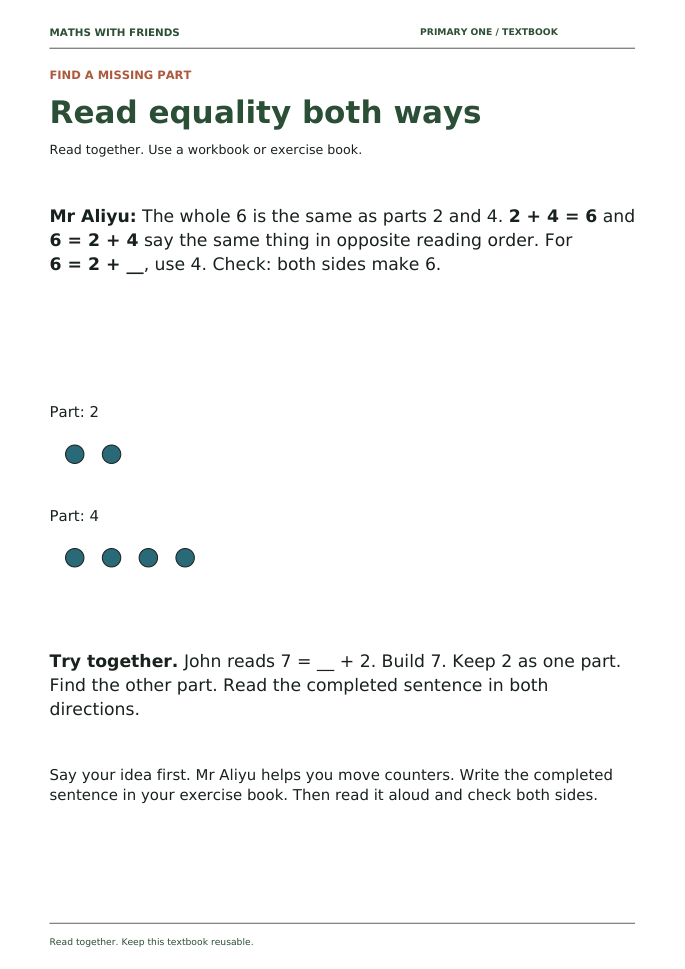 MATHS WITH FRIENDS
PRIMARY ONE / TEXTBOOK
FIND A MISSING PART
Read equality both ways
Read together. Use a workbook or exercise book.
Mr Aliyu: The whole 6 is the same as parts 2 and 4. 2 + 4 = 6 and
6 = 2 + 4 say the same thing in opposite reading order. For
6 = 2 + __, use 4. Check: both sides make 6.
Part: 2
Part: 4
Try together. John reads 7 = __ + 2. Build 7. Keep 2 as one part.
Find the other part. Read the completed sentence in both
directions.
Say your idea first. Mr Aliyu helps you move counters. Write the completed
sentence in your exercise book. Then read it aloud and check both sides.
Read together. Keep this textbook reusable.